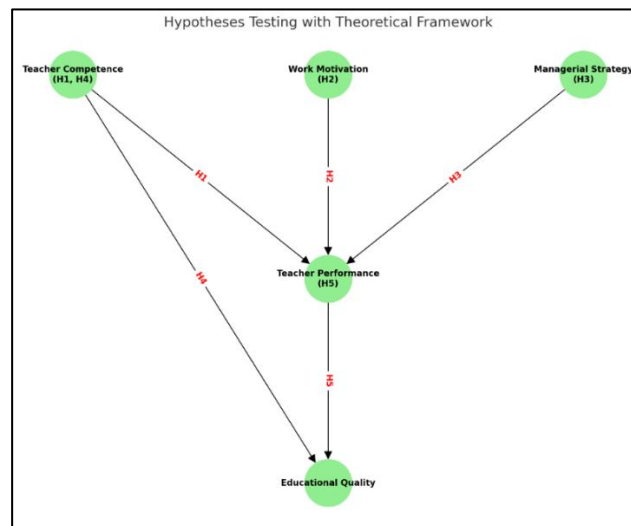 Hypotheses Testing with Theoretical Framework
Teacher Competence
(H1, H4)
Work Motivation
(H2)
Managerial Strategy
(H3)
H1
H2
H3
Teacher Performance
(H5)
H4
H5
Educational Quality